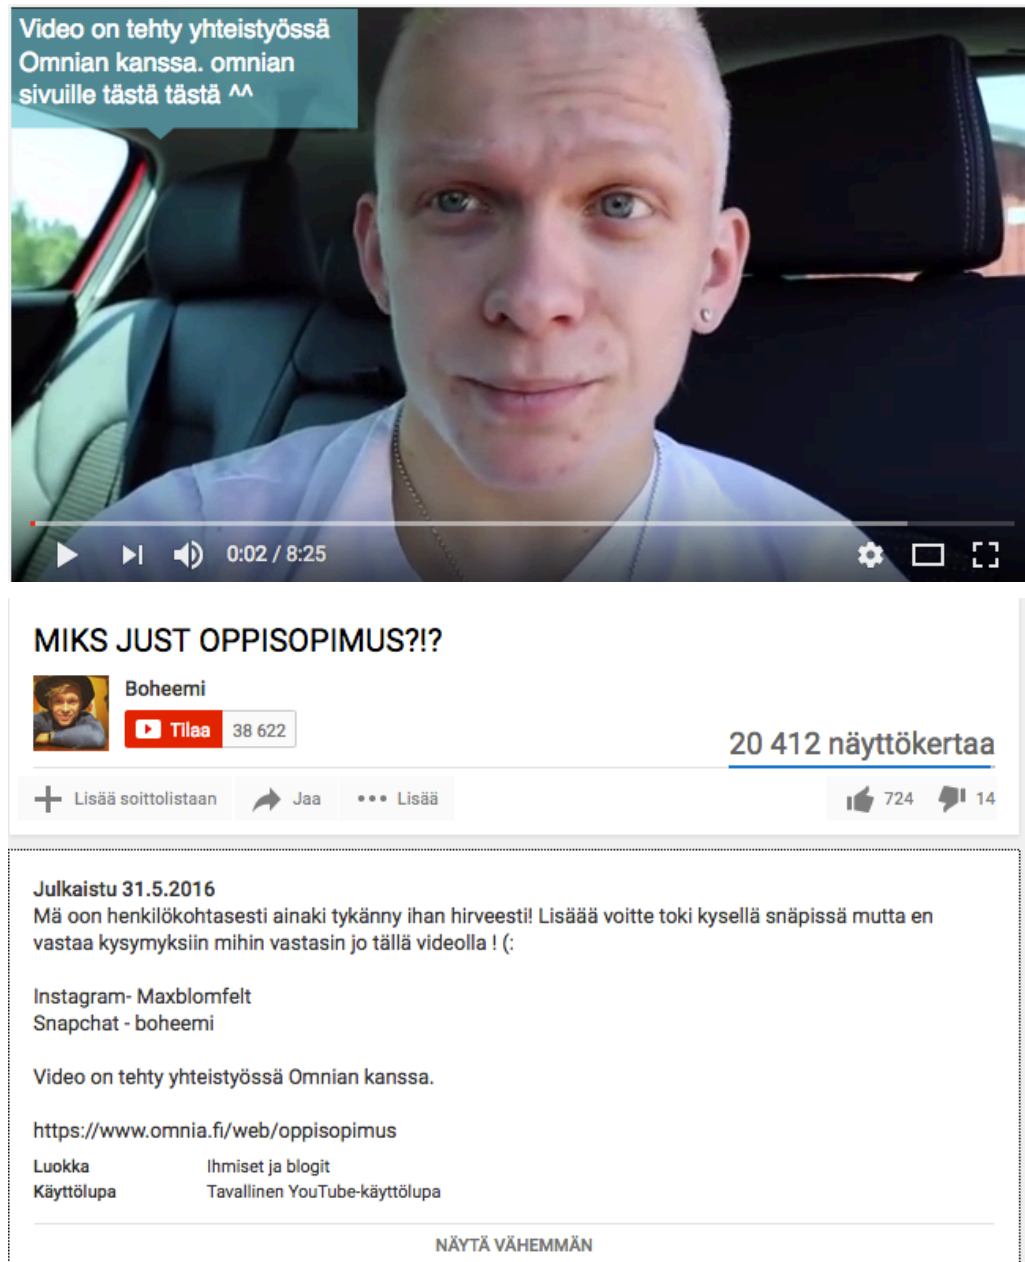 Video on tehty yhteistyössä
Omnian kanssa. omnian
sivuille tästä tästä ^^
0:02 / 8:25
MIKS JUST OPPISOPIMUS?!?
Boheemi
Tilaa 38 622
20 412 näyttökertaa
Lisää soittolistaan Jaa Lisää 724 14
Julkaistu 31.5.2016
Mä oon henkilökohtasesti ainaki tykänny ihan hirveesti! Lisäää voitte toki kysellä snäpissä mutta en
vastaa kysymyksiin mihin vastasin jo tällä videolla ! (:
Instagram- Maxblomfelt
Snapchat - boheemi
Video on tehty yhteistyössä Omnian kanssa.
https://www.omnia.fi/web/oppisopimus
Luokka Ihmiset ja blogit
Käyttölupa Tavallinen YouTube-käyttölupa
NÄYTÄ VÄHEMMÄN